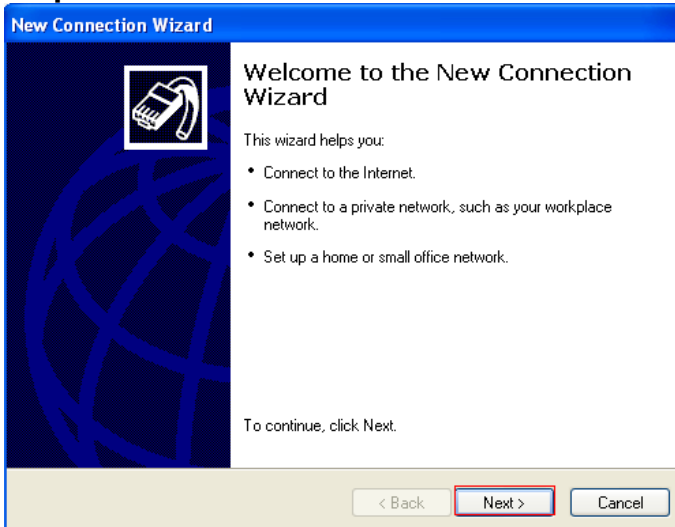 New Connection Wizard
Welcome to the New Connection
Wizard
This wizard helps you:
• Connect to the Internet.
• Connect to a private network, such as your workplace
network.
• Set up a home or small office network.
To continue, click Next.
< Back Next > Cancel